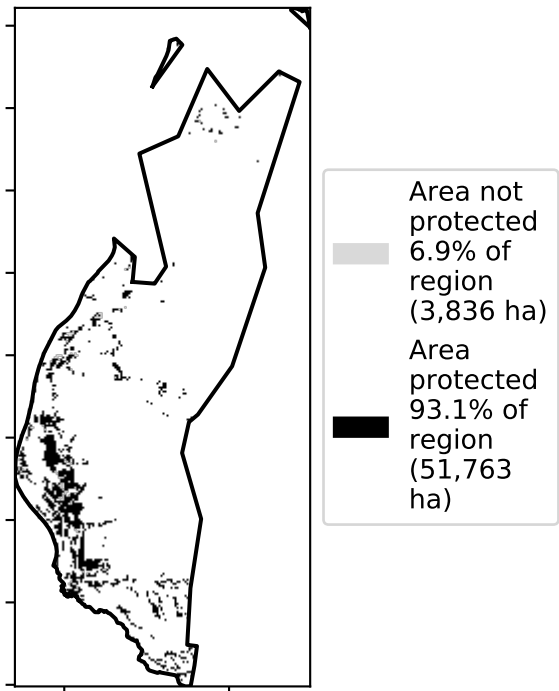 Area not
protected
6.9% of
region
(3,836 ha)
Area
protected
93.1% of
region
(51,763
ha)